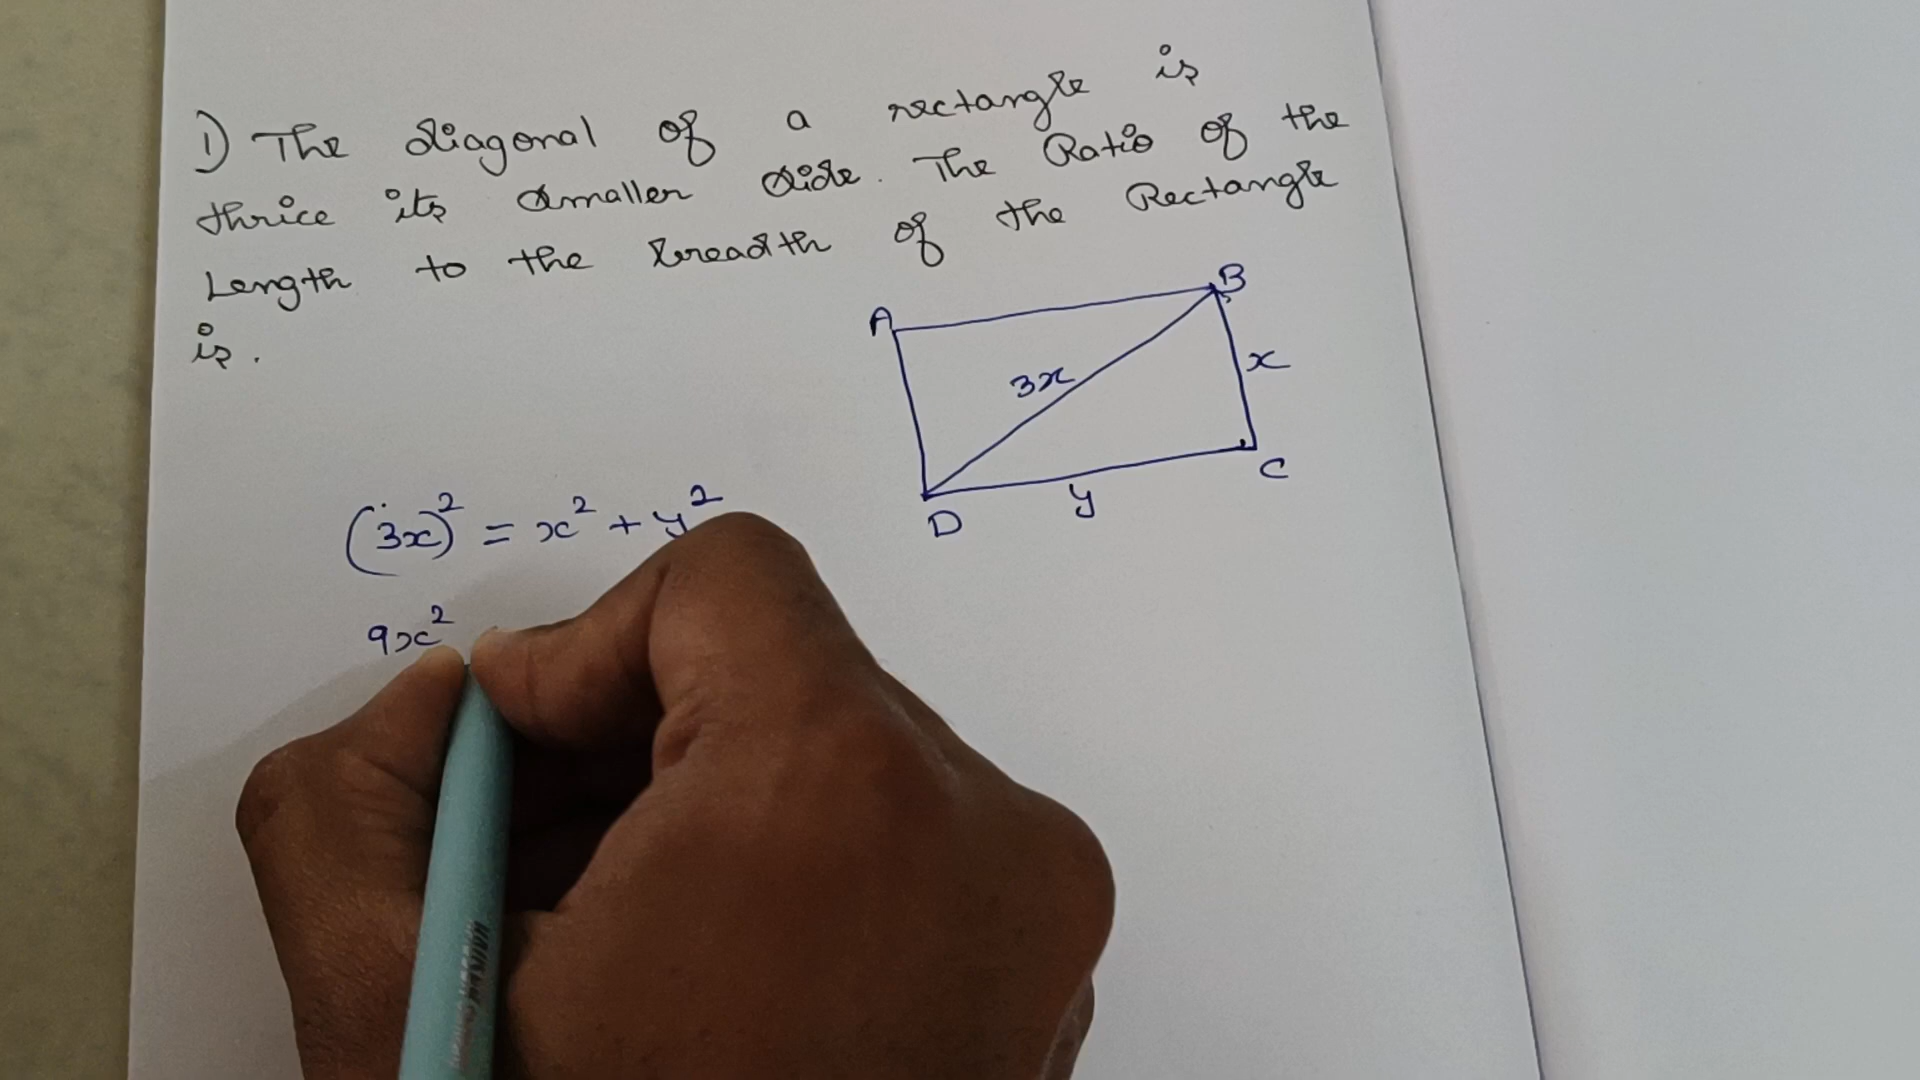 1) The diagonal of a rectangle is
thrice its smaller side. The Ratio of the
Length to the breadth of the Rectangle
is.
A
B
3x
x
C
D
y
(3x)² = x² + y²
9x²